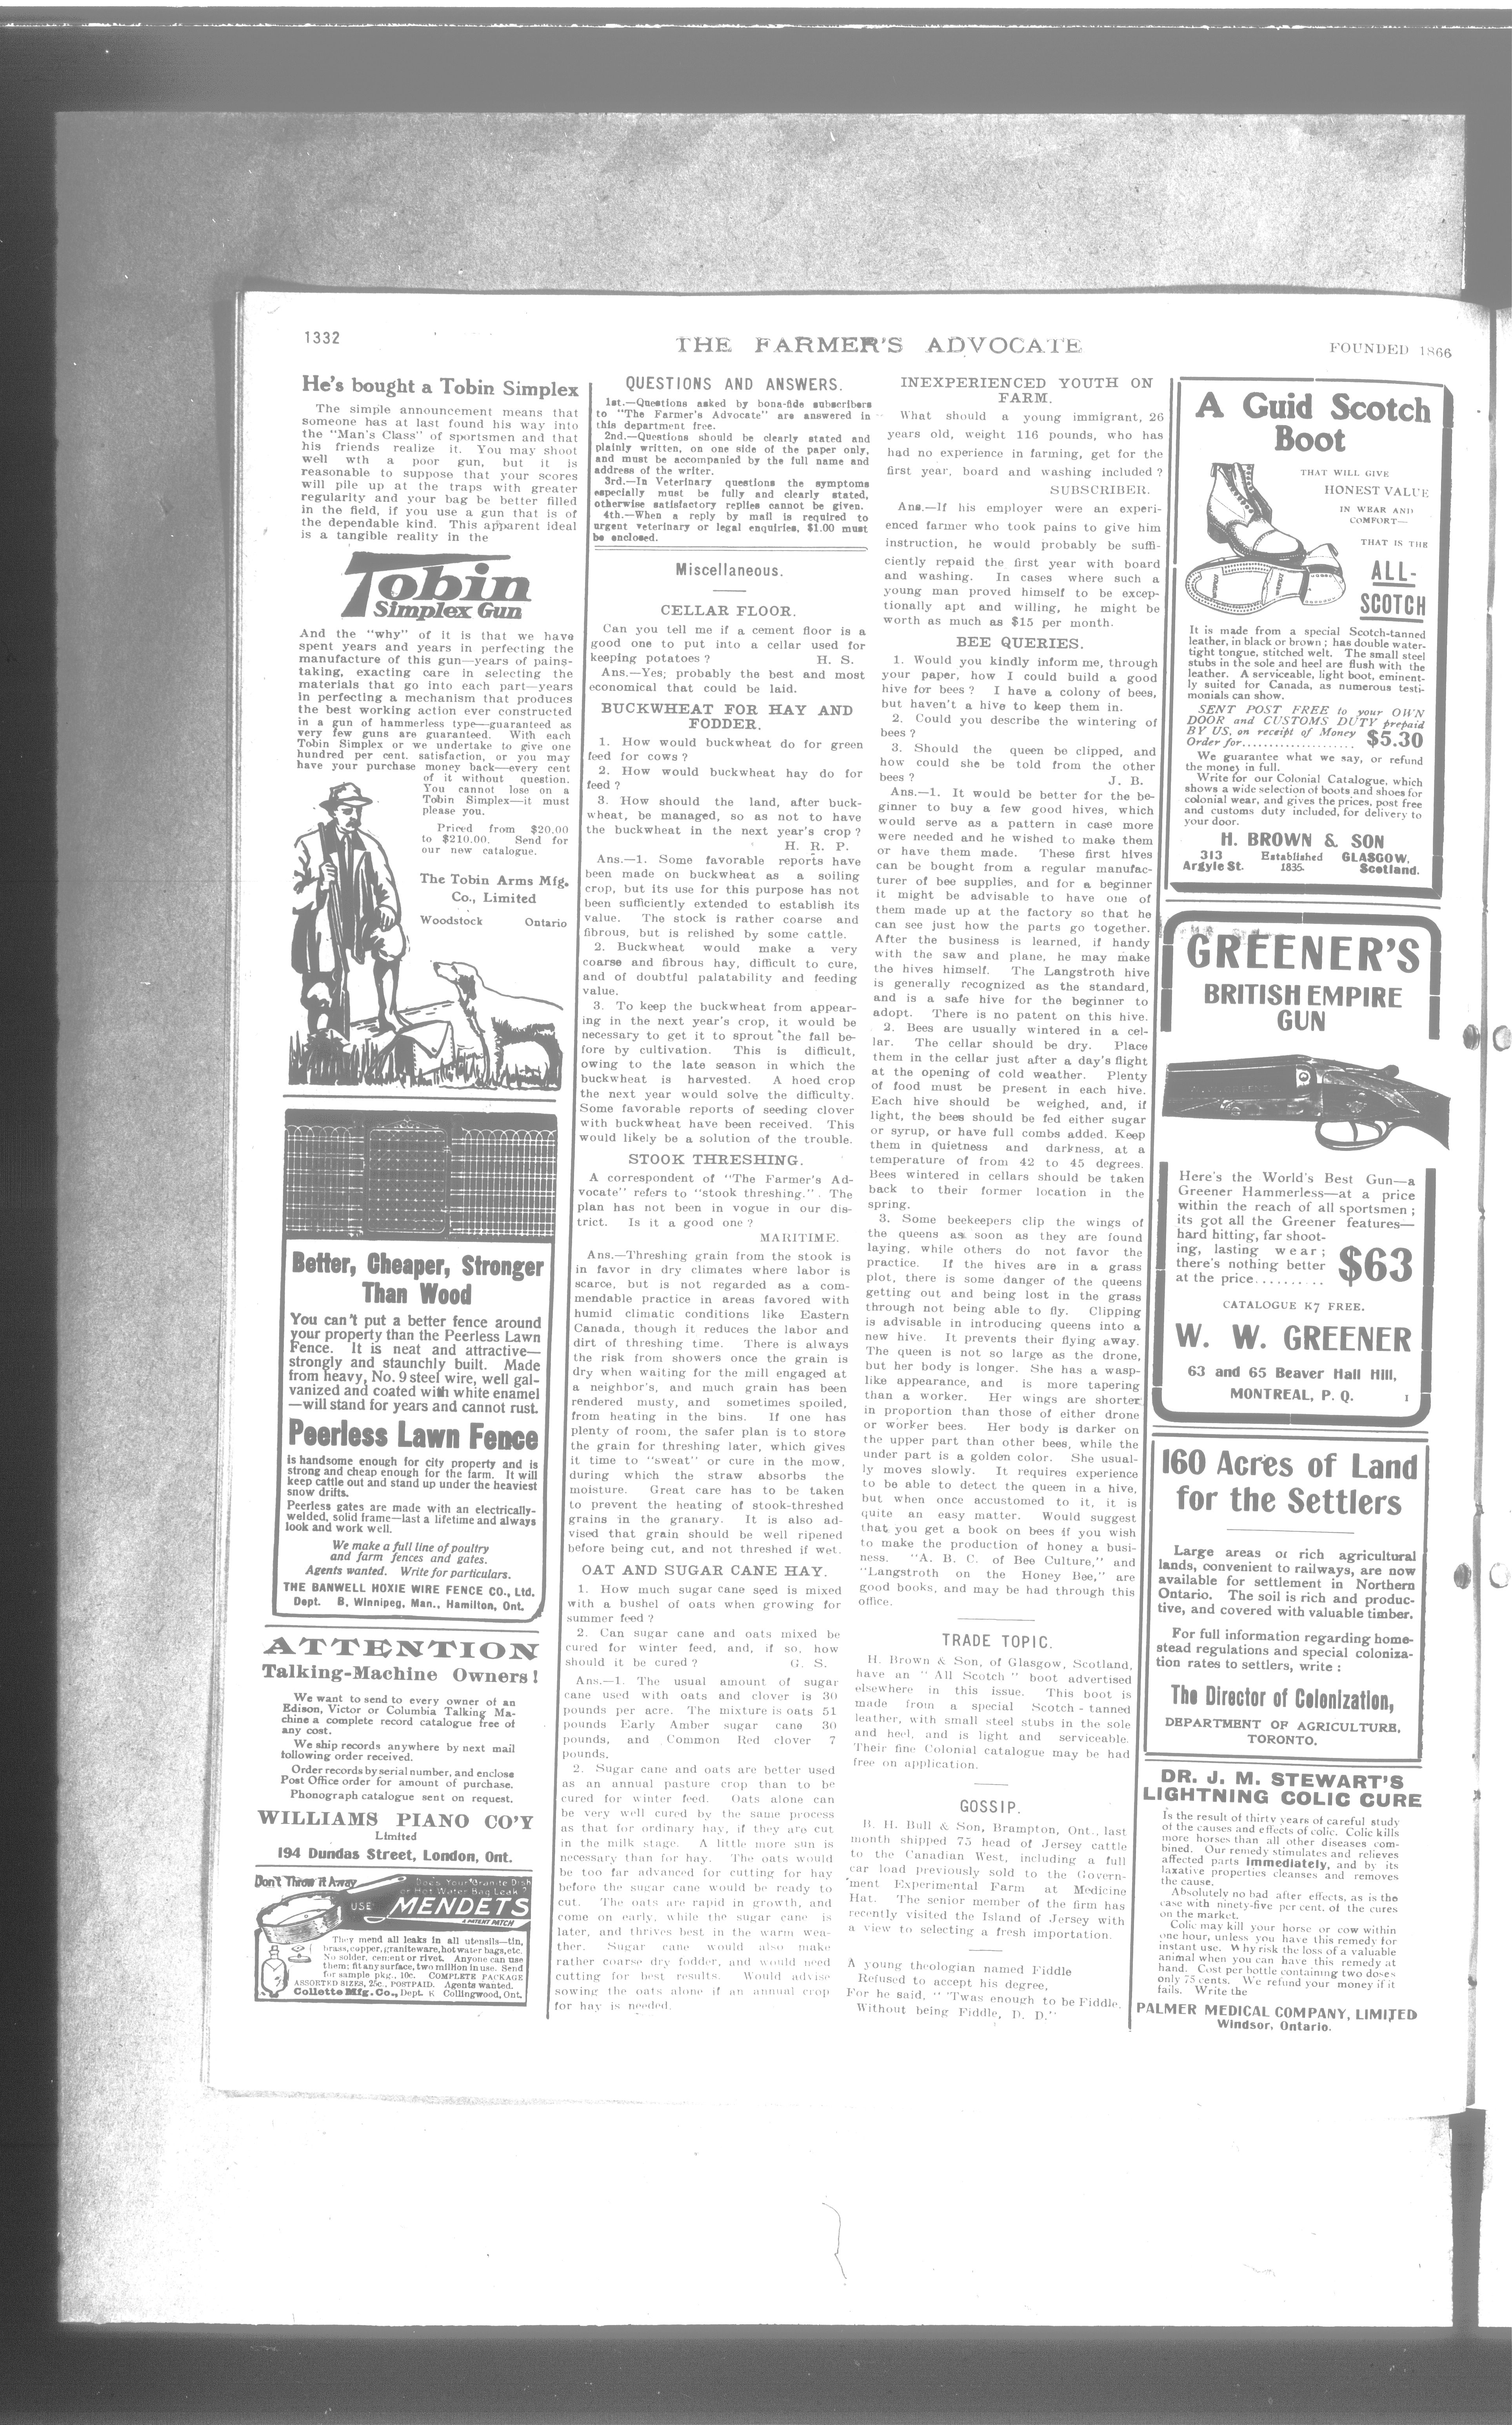 1332
THE FARMER'S ADVOCATE
FOUNDED 1866
He's bought a Tobin Simplex
The simple announcement means that
someone has at last found his way into
the "Man's Class" of sportsmen and that
his friends realize it. You may shoot
well wth a poor gun, but it is
reasonable to suppose that your scores
will pile up at the traps with greater
regularity and your bag be better filled
in the field, if you use a gun that is of
the dependable kind. This apparent ideal
is a tangible reality in the
Tobin
Simplex Gun
And the "why" of it is that we have
spent years and years in perfecting the
manufacture of this gun—years of pains-
taking, exacting care in selecting the
materials that go into each part—years
in perfecting a mechanism that produces
the best working action ever constructed
in a gun of hammerless type—guaranteed as
very few guns are guaranteed. With each
Tobin Simplex or we undertake to give one
hundred per cent. satisfaction, or you may
have your purchase money back—every cent
of it without question.
You cannot lose on a
Tobin Simplex—it must
please you.
Priced from $20.00
to $210.00. Send for
our new catalogue.
The Tobin Arms Mfg.
Co., Limited
Woodstock Ontario
Better, Cheaper, Stronger
Than Wood
You can't put a better fence around
your property than the Peerless Lawn
Fence. It is neat and attractive—
strongly and staunchly built. Made
from heavy, No. 9 steel wire, well gal-
vanized and coated with white enamel
—will stand for years and cannot rust.
Peerless Lawn Fence
is handsome enough for city property and is
strong and cheap enough for the farm. It will
keep cattle out and stand up under the heaviest
snow drifts.
Peerless gates are made with an electrically-
welded, solid frame—last a lifetime and always
look and work well.
We make a full line of poultry
and farm fences and gates.
Agents wanted. Write for particulars.
THE BANWELL HOXIE WIRE FENCE CO., Ltd.
Dept. B, Winnipeg, Man., Hamilton, Ont.
ATTENTION
Talking-Machine Owners!
We want to send to every owner of an
Edison, Victor or Columbia Talking Ma-
chine a complete record catalogue free of
any cost.
We ship records anywhere by next mail
following order received.
Order records by serial number, and enclose
Post Office order for amount of purchase.
Phonograph catalogue sent on request.
WILLIAMS PIANO CO'Y
Limited
194 Dundas Street, London, Ont.
Don't Throw it Away
Does Your Granite Dish
or Hot Water Bag Leak?
USE MENDETS
A PATENT PATCH
They mend all leaks in all utensils—tin,
brass, copper, graniteware, hot water bags, etc.
No solder, cement or rivet. Anyone can use
them; fit any surface, two million in use. Send
for sample pkg., 10c. COMPLETE PACKAGE
ASSORTED SIZES, 25c., POSTPAID. Agents wanted.
Collette Mfg. Co., Dept. K Collingwood, Ont.
QUESTIONS AND ANSWERS.
1st.—Questions asked by bona-fide subscribers
to "The Farmer's Advocate" are answered in
this department free.
2nd.—Questions should be clearly stated and
plainly written, on one side of the paper only,
and must be accompanied by the full name and
address of the writer.
3rd.—In Veterinary questions the symptoms
especially must be fully and clearly stated,
otherwise satisfactory replies cannot be given.
4th.—When a reply by mail is required to
urgent veterinary or legal enquiries, $1.00 must
be enclosed.
Miscellaneous.
CELLAR FLOOR.
Can you tell me if a cement floor is a
good one to put into a cellar used for
keeping potatoes? H. S.
Ans.—Yes; probably the best and most
economical that could be laid.
BUCKWHEAT FOR HAY AND
FODDER.
1. How would buckwheat do for green
feed for cows?
2. How would buckwheat hay do for
feed?
3. How should the land, after buck-
wheat, be managed, so as not to have
the buckwheat in the next year's crop?
H. R. P.
Ans.—1. Some favorable reports have
been made on buckwheat as a soiling
crop, but its use for this purpose has not
been sufficiently extended to establish its
value. The stock is rather coarse and
fibrous, but is relished by some cattle.
2. Buckwheat would make a very
coarse and fibrous hay, difficult to cure,
and of doubtful palatability and feeding
value.
3. To keep the buckwheat from appear-
ing in the next year's crop, it would be
necessary to get it to sprout the fall be-
fore by cultivation. This is difficult,
owing to the late season in which the
buckwheat is harvested. A hoed crop
the next year would solve the difficulty.
Some favorable reports of seeding clover
with buckwheat have been received. This
would likely be a solution of the trouble.
STOOK THRESHING.
A correspondent of "The Farmer's Ad-
vocate" refers to "stook threshing.". The
plan has not been in vogue in our dis-
trict. Is it a good one?
MARITIME.
Ans.—Threshing grain from the stook is
in favor in dry climates where labor is
scarce, but is not regarded as a com-
mendable practice in areas favored with
humid climatic conditions like Eastern
Canada, though it reduces the labor and
dirt of threshing time. There is always
the risk from showers once the grain is
dry when waiting for the mill engaged at
a neighbor's, and much grain has been
rendered musty, and sometimes spoiled,
from heating in the bins. If one has
plenty of room, the safer plan is to store
the grain for threshing later, which gives
it time to "sweat" or cure in the mow,
during which the straw absorbs the
moisture. Great care has to be taken
to prevent the heating of stook-threshed
grains in the granary. It is also ad-
vised that grain should be well ripened
before being cut, and not threshed if wet.
OAT AND SUGAR CANE HAY.
1. How much sugar cane seed is mixed
with a bushel of oats when growing for
summer feed?
2. Can sugar cane and oats mixed be
cured for winter feed, and, if so, how
should it be cured? G. S.
Ans.—1. The usual amount of sugar
cane used with oats and clover is 30
pounds per acre. The mixture is oats 51
pounds Early Amber sugar cane 30
pounds, and Common Red clover 7
pounds.
2. Sugar cane and oats are better used
as an annual pasture crop than to be
cured for winter feed. Oats alone can
be very well cured by the same process
as that for ordinary hay, if they are cut
in the milk stage. A little more sun is
necessary than for hay. The oats would
be too far advanced for cutting for hay
before the sugar cane would be ready to
cut. The oats are rapid in growth, and
come on early, while the sugar cane is
later, and thrives best in the warm wea-
ther. Sugar cane would also make
rather coarse dry fodder, and would need
cutting for best results. Would advise
sowing the oats alone if an annual crop
for hay is needed.
INEXPERIENCED YOUTH ON
FARM.
What should a young immigrant, 26
years old, weight 116 pounds, who has
had no experience in farming, get for the
first year, board and washing included?
SUBSCRIBER.
Ans.—If his employer were an experi-
enced farmer who took pains to give him
instruction, he would probably be suffi-
ciently repaid the first year with board
and washing. In cases where such a
young man proved himself to be excep-
tionally apt and willing, he might be
worth as much as $15 per month.
BEE QUERIES.
1. Would you kindly inform me, through
your paper, how I could build a good
hive for bees? I have a colony of bees,
but haven't a hive to keep them in.
2. Could you describe the wintering of
bees?
3. Should the queen be clipped, and
how could she be told from the other
bees? J. B.
Ans.—1. It would be better for the be-
ginner to buy a few good hives, which
would serve as a pattern in case more
were needed and he wished to make them
or have them made. These first hives
can be bought from a regular manufac-
turer of bee supplies, and for a beginner
it might be advisable to have one of
them made up at the factory so that he
can see just how the parts go together.
After the business is learned, if handy
with the saw and plane, he may make
the hives himself. The Langstroth hive
is generally recognized as the standard,
and is a safe hive for the beginner to
adopt. There is no patent on this hive.
2. Bees are usually wintered in a cel-
lar. The cellar should be dry. Place
them in the cellar just after a day's flight
at the opening of cold weather. Plenty
of food must be present in each hive.
Each hive should be weighed, and, if
light, the bees should be fed either sugar
or syrup, or have full combs added. Keep
them in quietness and darkness, at a
temperature of from 42 to 45 degrees.
Bees wintered in cellars should be taken
back to their former location in the
spring.
3. Some beekeepers clip the wings of
the queens as soon as they are found
laying, while others do not favor the
practice. If the hives are in a grass
plot, there is some danger of the queens
getting out and being lost in the grass
through not being able to fly. Clipping
is advisable in introducing queens into a
new hive. It prevents their flying away.
The queen is not so large as the drone,
but her body is longer. She has a wasp-
like appearance, and is more tapering
than a worker. Her wings are shorter
in proportion than those of either drone
or worker bees. Her body is darker on
the upper part than other bees, while the
under part is a golden color. She usual-
ly moves slowly. It requires experience
to be able to detect the queen in a hive,
but when once accustomed to it, it is
quite an easy matter. Would suggest
that you get a book on bees if you wish
to make the production of honey a busi-
ness. "A. B. C. of Bee Culture," and
"Langstroth on the Honey Bee," are
good books, and may be had through this
office.
TRADE TOPIC.
H. Brown & Son, of Glasgow, Scotland,
have an " All Scotch " boot advertised
elsewhere in this issue. This boot is
made from a special Scotch - tanned
leather, with small steel stubs in the sole
and heel, and is light and serviceable.
Their fine Colonial catalogue may be had
free on application.
GOSSIP.
B. H. Bull & Son, Brampton, Ont., last
month shipped 75 head of Jersey cattle
to the Canadian West, including a full
car load previously sold to the Govern-
ment Experimental Farm at Medicine
Hat. The senior member of the firm has
recently visited the Island of Jersey with
a view to selecting a fresh importation.
A young theologian named Fiddle
Refused to accept his degree,
For he said, " 'Twas enough to be Fiddle,
Without being Fiddle, D. D."
A Guid Scotch
Boot
THAT WILL GIVE
HONEST VALUE
IN WEAR AND
COMFORT—
THAT IS THE
ALL-
SCOTCH
It is made from a special Scotch-tanned
leather, in black or brown; has double water-
tight tongue, stitched welt. The small steel
stubs in the sole and heel are flush with the
leather. A serviceable, light boot, eminent-
ly suited for Canada, as numerous testi-
monials can show.
SENT POST FREE to your OWN
DOOR and CUSTOMS DUTY prepaid
BY US, on receipt of Money
Order for.................... $5.30
We guarantee what we say, or refund
the money in full.
Write for our Colonial Catalogue, which
shows a wide selection of boots and shoes for
colonial wear, and gives the prices, post free
and customs duty included, for delivery to
your door.
H. BROWN & SON
313 Established GLASGOW,
Argyle St. 1835. Scotland.
GREENER'S
BRITISH EMPIRE
GUN
Here's the World's Best Gun—a
Greener Hammerless—at a price
within the reach of all sportsmen;
its got all the Greener features—
hard hitting, far shoot-
ing, lasting wear;
there's nothing better
at the price.......... $63
CATALOGUE K7 FREE.
W. W. GREENER
63 and 65 Beaver Hall Hill,
MONTREAL, P. Q. 1
160 Acres of Land
for the Settlers
Large areas of rich agricultural
lands, convenient to railways, are now
available for settlement in Northern
Ontario. The soil is rich and produc-
tive, and covered with valuable timber.
For full information regarding home-
stead regulations and special coloniza-
tion rates to settlers, write:
The Director of Colonization,
DEPARTMENT OF AGRICULTURE,
TORONTO.
DR. J. M. STEWART'S
LIGHTNING COLIC CURE
Is the result of thirty years of careful study
of the causes and effects of colic. Colic kills
more horses than all other diseases com-
bined. Our remedy stimulates and relieves
affected parts immediately, and by its
laxative properties cleanses and removes
the cause.
Absolutely no bad after effects, as is the
case with ninety-five per cent. of the cures
on the market.
Colic may kill your horse or cow within
one hour, unless you have this remedy for
instant use. Why risk the loss of a valuable
animal when you can have this remedy at
hand. Cost per bottle containing two doses
only 75 cents. We refund your money if it
fails. Write the
PALMER MEDICAL COMPANY, LIMITED
Windsor, Ontario.